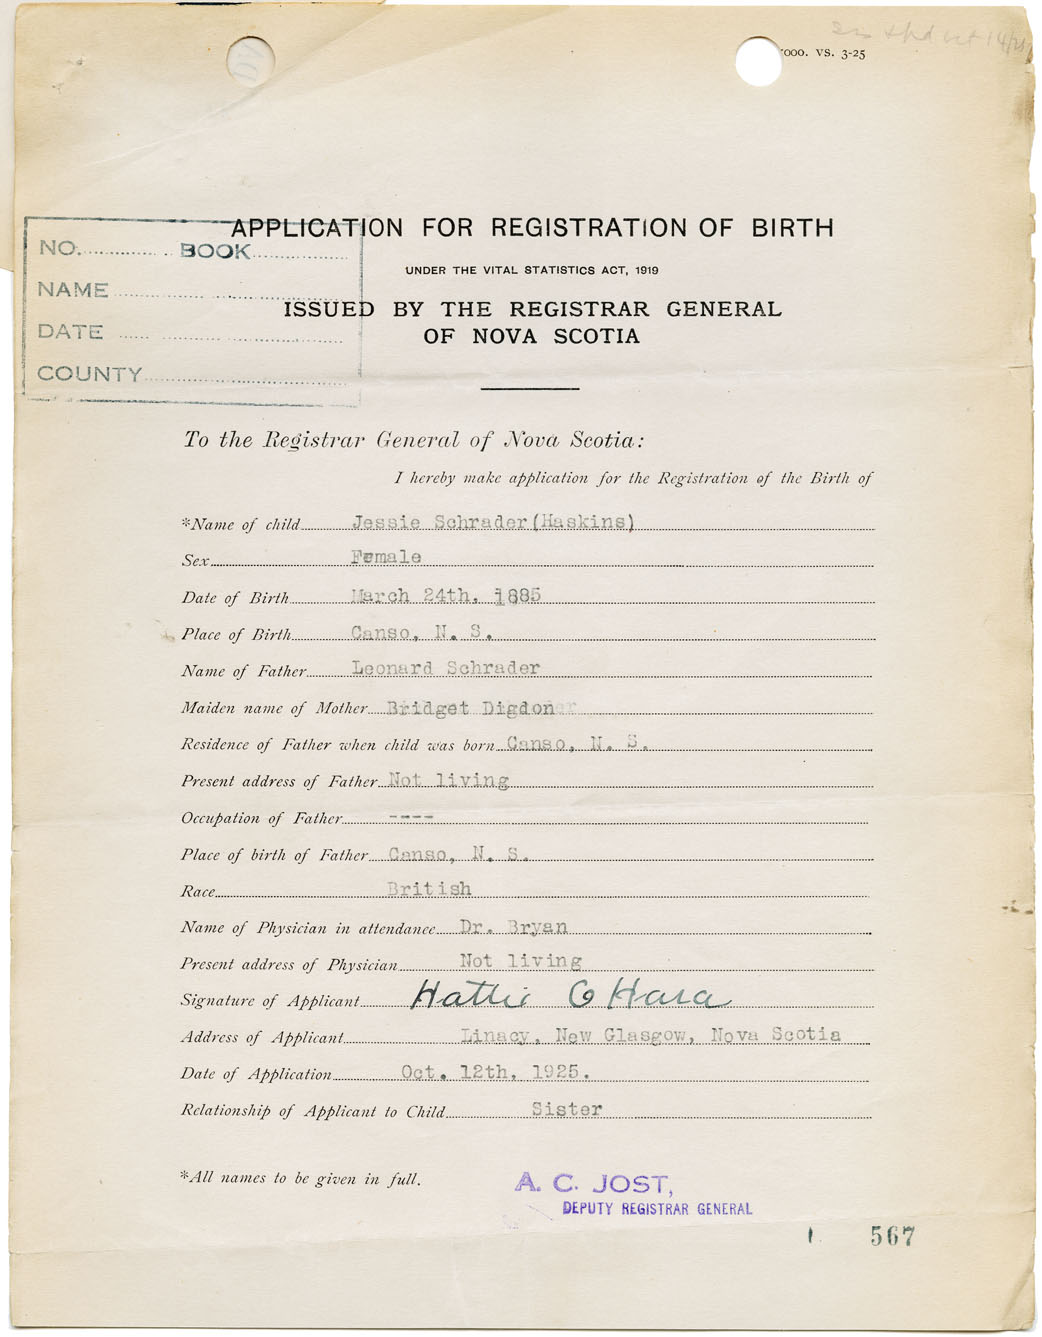 000. VS. 3-25
APPLICATION FOR REGISTRATION OF BIRTH
NO. BOOK
UNDER THE VITAL STATISTICS ACT, 1919
NAME
ISSUED BY THE REGISTRAR GENERAL
DATE
OF NOVA SCOTIA
COUNTY
To the Registrar General of Nova Scotia:
I hereby make application for the Registration of the Birth of
*Name of child Jessie Schrader(Haskins)
Sex Female
Date of Birth March 24th, 1885
Place of Birth Canso, N. S.
Name of Father Leonard Schrader
Maiden name of Mother Bridget Digdon
Residence of Father when child was born Canso, N. S.
Present address of Father Not living
Occupation of Father ----
Place of birth of Father Canso, N. S.
Race British
Name of Physician in attendance Dr. Bryan
Present address of Physician Not living
Signature of Applicant Hattie O Hara
Address of Applicant Linacy, New Glasgow, Nova Scotia
Date of Application Oct. 12th, 1925.
Relationship of Applicant to Child Sister
*All names to be given in full.
A. C. JOST,
DEPUTY REGISTRAR GENERAL
567